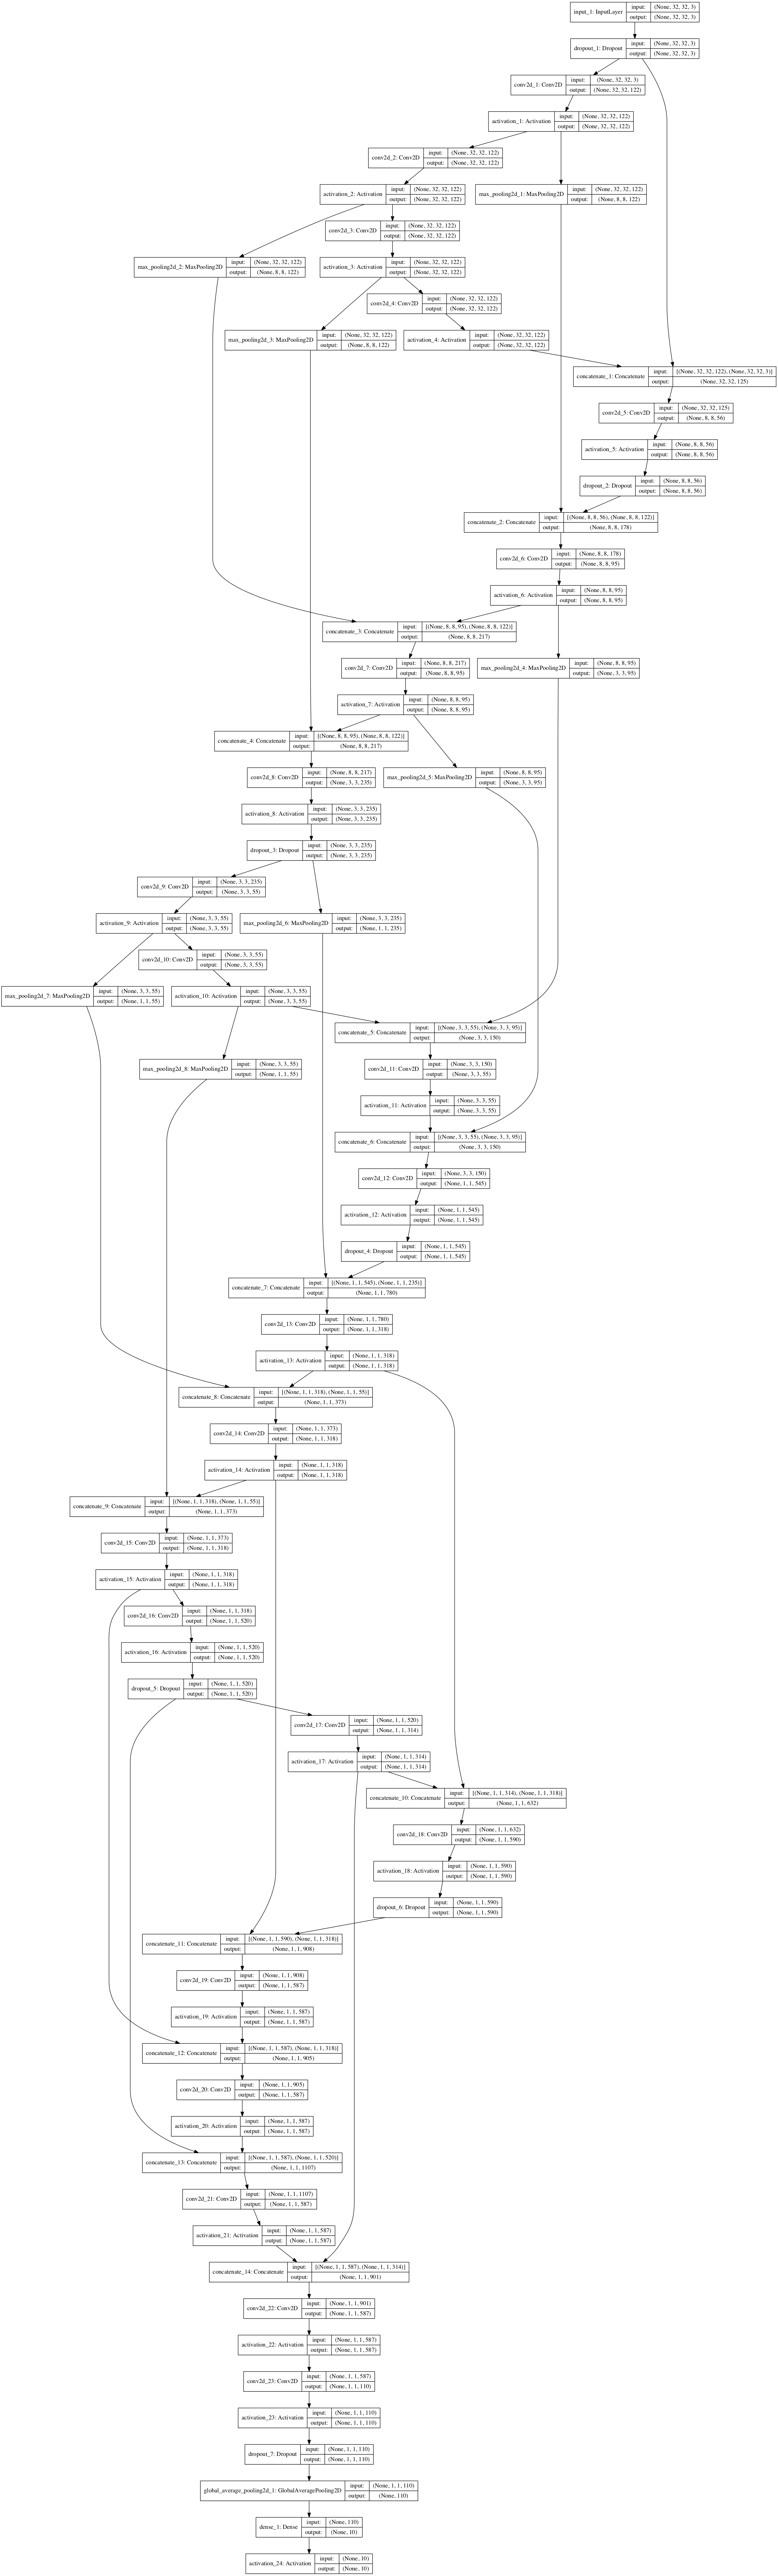 input_1: InputLayer
input: (None, 32, 32, 3)
output: (None, 32, 32, 3)
dropout_1: Dropout
input: (None, 32, 32, 3)
output: (None, 32, 32, 3)
conv2d_1: Conv2D
input: (None, 32, 32, 3)
output: (None, 32, 32, 122)
activation_1: Activation
input: (None, 32, 32, 122)
output: (None, 32, 32, 122)
conv2d_2: Conv2D
input: (None, 32, 32, 122)
output: (None, 32, 32, 122)
activation_2: Activation
input: (None, 32, 32, 122)
output: (None, 32, 32, 122)
max_pooling2d_1: MaxPooling2D
input: (None, 32, 32, 122)
output: (None, 8, 8, 122)
conv2d_3: Conv2D
input: (None, 32, 32, 122)
output: (None, 32, 32, 122)
max_pooling2d_2: MaxPooling2D
input: (None, 32, 32, 122)
output: (None, 8, 8, 122)
activation_3: Activation
input: (None, 32, 32, 122)
output: (None, 32, 32, 122)
conv2d_4: Conv2D
input: (None, 32, 32, 122)
output: (None, 32, 32, 122)
max_pooling2d_3: MaxPooling2D
input: (None, 32, 32, 122)
output: (None, 8, 8, 122)
activation_4: Activation
input: (None, 32, 32, 122)
output: (None, 32, 32, 122)
concatenate_1: Concatenate
input: [(None, 32, 32, 122), (None, 32, 32, 3)]
output: (None, 32, 32, 125)
conv2d_5: Conv2D
input: (None, 32, 32, 125)
output: (None, 8, 8, 56)
activation_5: Activation
input: (None, 8, 8, 56)
output: (None, 8, 8, 56)
dropout_2: Dropout
input: (None, 8, 8, 56)
output: (None, 8, 8, 56)
concatenate_2: Concatenate
input: [(None, 8, 8, 56), (None, 8, 8, 122)]
output: (None, 8, 8, 178)
conv2d_6: Conv2D
input: (None, 8, 8, 178)
output: (None, 8, 8, 95)
activation_6: Activation
input: (None, 8, 8, 95)
output: (None, 8, 8, 95)
concatenate_3: Concatenate
input: [(None, 8, 8, 95), (None, 8, 8, 122)]
output: (None, 8, 8, 217)
conv2d_7: Conv2D
input: (None, 8, 8, 217)
output: (None, 8, 8, 95)
max_pooling2d_4: MaxPooling2D
input: (None, 8, 8, 95)
output: (None, 3, 3, 95)
activation_7: Activation
input: (None, 8, 8, 95)
output: (None, 8, 8, 95)
concatenate_4: Concatenate
input: [(None, 8, 8, 95), (None, 8, 8, 122)]
output: (None, 8, 8, 217)
conv2d_8: Conv2D
input: (None, 8, 8, 217)
output: (None, 3, 3, 235)
max_pooling2d_5: MaxPooling2D
input: (None, 8, 8, 95)
output: (None, 3, 3, 95)
activation_8: Activation
input: (None, 3, 3, 235)
output: (None, 3, 3, 235)
dropout_3: Dropout
input: (None, 3, 3, 235)
output: (None, 3, 3, 235)
conv2d_9: Conv2D
input: (None, 3, 3, 235)
output: (None, 3, 3, 55)
activation_9: Activation
input: (None, 3, 3, 55)
output: (None, 3, 3, 55)
max_pooling2d_6: MaxPooling2D
input: (None, 3, 3, 235)
output: (None, 1, 1, 235)
conv2d_10: Conv2D
input: (None, 3, 3, 55)
output: (None, 3, 3, 55)
max_pooling2d_7: MaxPooling2D
input: (None, 3, 3, 55)
output: (None, 1, 1, 55)
activation_10: Activation
input: (None, 3, 3, 55)
output: (None, 3, 3, 55)
concatenate_5: Concatenate
input: [(None, 3, 3, 55), (None, 3, 3, 95)]
output: (None, 3, 3, 150)
max_pooling2d_8: MaxPooling2D
input: (None, 3, 3, 55)
output: (None, 1, 1, 55)
conv2d_11: Conv2D
input: (None, 3, 3, 150)
output: (None, 3, 3, 55)
activation_11: Activation
input: (None, 3, 3, 55)
output: (None, 3, 3, 55)
concatenate_6: Concatenate
input: [(None, 3, 3, 55), (None, 3, 3, 95)]
output: (None, 3, 3, 150)
conv2d_12: Conv2D
input: (None, 3, 3, 150)
output: (None, 1, 1, 545)
activation_12: Activation
input: (None, 1, 1, 545)
output: (None, 1, 1, 545)
dropout_4: Dropout
input: (None, 1, 1, 545)
output: (None, 1, 1, 545)
concatenate_7: Concatenate
input: [(None, 1, 1, 545), (None, 1, 1, 235)]
output: (None, 1, 1, 780)
conv2d_13: Conv2D
input: (None, 1, 1, 780)
output: (None, 1, 1, 318)
activation_13: Activation
input: (None, 1, 1, 318)
output: (None, 1, 1, 318)
concatenate_8: Concatenate
input: [(None, 1, 1, 318), (None, 1, 1, 55)]
output: (None, 1, 1, 373)
conv2d_14: Conv2D
input: (None, 1, 1, 373)
output: (None, 1, 1, 318)
activation_14: Activation
input: (None, 1, 1, 318)
output: (None, 1, 1, 318)
concatenate_9: Concatenate
input: [(None, 1, 1, 318), (None, 1, 1, 55)]
output: (None, 1, 1, 373)
conv2d_15: Conv2D
input: (None, 1, 1, 373)
output: (None, 1, 1, 318)
activation_15: Activation
input: (None, 1, 1, 318)
output: (None, 1, 1, 318)
conv2d_16: Conv2D
input: (None, 1, 1, 318)
output: (None, 1, 1, 520)
activation_16: Activation
input: (None, 1, 1, 520)
output: (None, 1, 1, 520)
dropout_5: Dropout
input: (None, 1, 1, 520)
output: (None, 1, 1, 520)
conv2d_17: Conv2D
input: (None, 1, 1, 520)
output: (None, 1, 1, 314)
activation_17: Activation
input: (None, 1, 1, 314)
output: (None, 1, 1, 314)
concatenate_10: Concatenate
input: [(None, 1, 1, 314), (None, 1, 1, 318)]
output: (None, 1, 1, 632)
conv2d_18: Conv2D
input: (None, 1, 1, 632)
output: (None, 1, 1, 590)
activation_18: Activation
input: (None, 1, 1, 590)
output: (None, 1, 1, 590)
dropout_6: Dropout
input: (None, 1, 1, 590)
output: (None, 1, 1, 590)
concatenate_11: Concatenate
input: [(None, 1, 1, 590), (None, 1, 1, 318)]
output: (None, 1, 1, 908)
conv2d_19: Conv2D
input: (None, 1, 1, 908)
output: (None, 1, 1, 587)
activation_19: Activation
input: (None, 1, 1, 587)
output: (None, 1, 1, 587)
concatenate_12: Concatenate
input: [(None, 1, 1, 587), (None, 1, 1, 318)]
output: (None, 1, 1, 905)
conv2d_20: Conv2D
input: (None, 1, 1, 905)
output: (None, 1, 1, 587)
activation_20: Activation
input: (None, 1, 1, 587)
output: (None, 1, 1, 587)
concatenate_13: Concatenate
input: [(None, 1, 1, 587), (None, 1, 1, 520)]
output: (None, 1, 1, 1107)
conv2d_21: Conv2D
input: (None, 1, 1, 1107)
output: (None, 1, 1, 587)
activation_21: Activation
input: (None, 1, 1, 587)
output: (None, 1, 1, 587)
concatenate_14: Concatenate
input: [(None, 1, 1, 587), (None, 1, 1, 314)]
output: (None, 1, 1, 901)
conv2d_22: Conv2D
input: (None, 1, 1, 901)
output: (None, 1, 1, 587)
activation_22: Activation
input: (None, 1, 1, 587)
output: (None, 1, 1, 587)
conv2d_23: Conv2D
input: (None, 1, 1, 587)
output: (None, 1, 1, 110)
activation_23: Activation
input: (None, 1, 1, 110)
output: (None, 1, 1, 110)
dropout_7: Dropout
input: (None, 1, 1, 110)
output: (None, 1, 1, 110)
global_average_pooling2d_1: GlobalAveragePooling2D
input: (None, 1, 1, 110)
output: (None, 110)
dense_1: Dense
input: (None, 110)
output: (None, 10)
activation_24: Activation
input: (None, 10)
output: (None, 10)